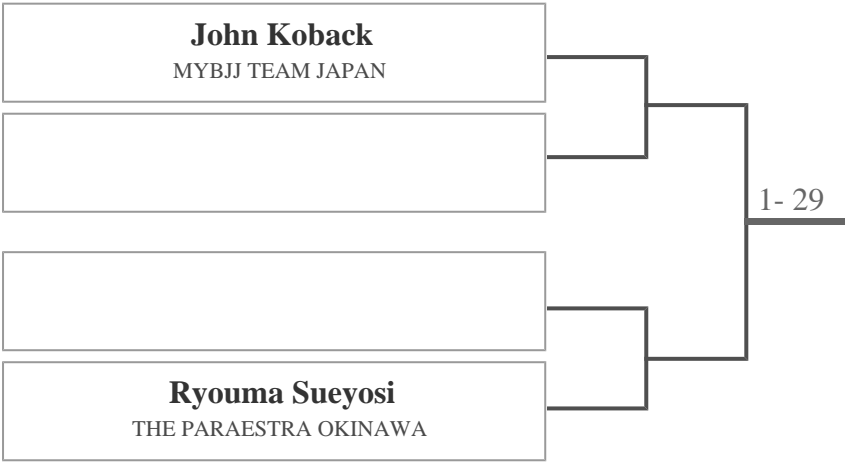 John Koback
MYBJJ TEAM JAPAN
1- 29
Ryouma Sueyosi
THE PARAESTRA OKINAWA